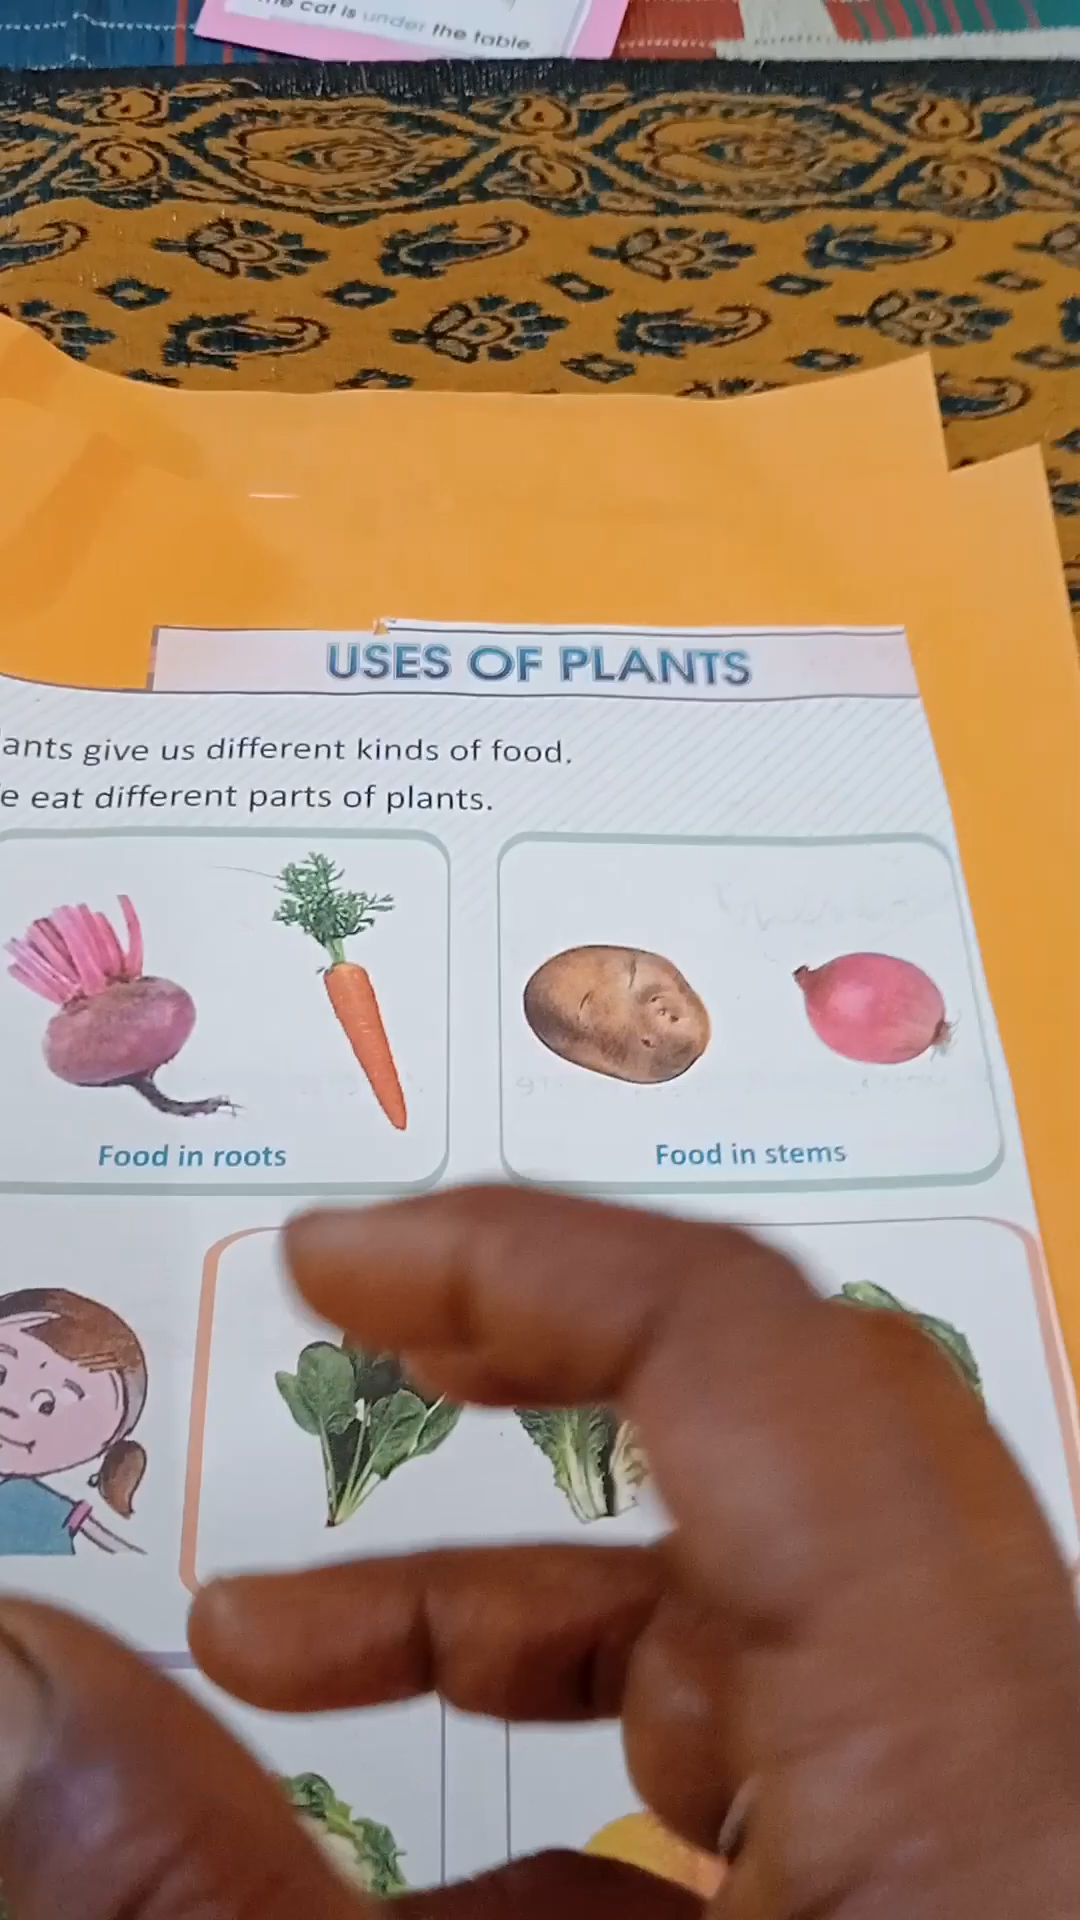 cat is under the table.
USES OF PLANTS
give us different kinds of food.
eat different parts of plants.
Food in roots
Food in stems